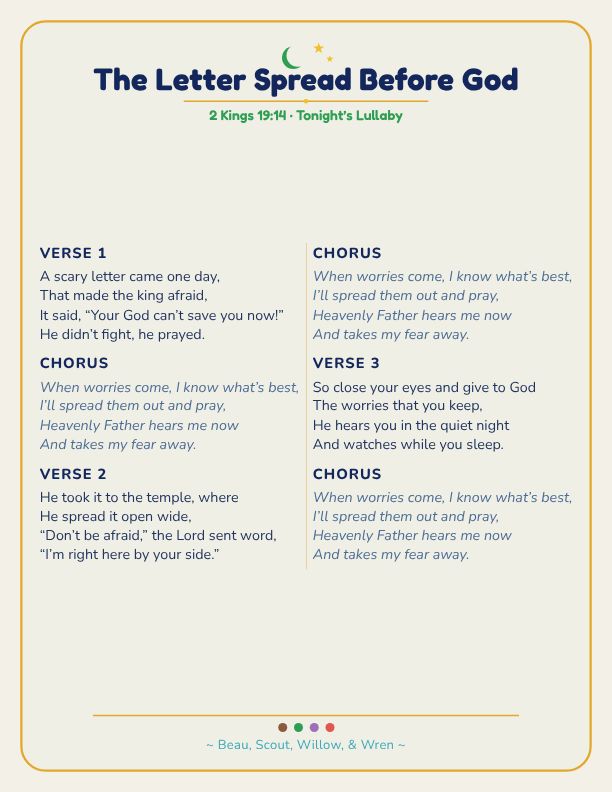 The Letter Spread Before God
2 Kings 19:14 · Tonight's Lullaby
VERSE 1
A scary letter came one day,
That made the king afraid,
It said, “Your God can’t save you now!”
He didn’t fight, he prayed.
CHORUS
When worries come, I know what’s best,
I’ll spread them out and pray,
Heavenly Father hears me now
And takes my fear away.
VERSE 2
He took it to the temple, where
He spread it open wide,
“Don’t be afraid,” the Lord sent word,
“I’m right here by your side.”
CHORUS
When worries come, I know what’s best,
I’ll spread them out and pray,
Heavenly Father hears me now
And takes my fear away.
VERSE 3
So close your eyes and give to God
The worries that you keep,
He hears you in the quiet night
And watches while you sleep.
CHORUS
When worries come, I know what’s best,
I’ll spread them out and pray,
Heavenly Father hears me now
And takes my fear away.
~ Beau, Scout, Willow, & Wren ~